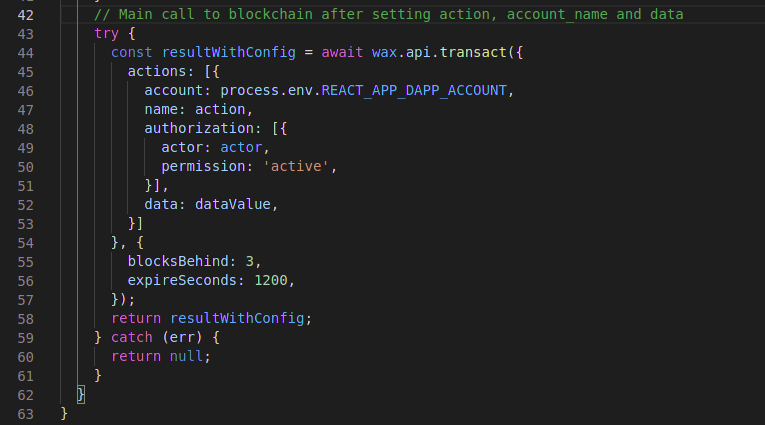 42 // Main call to blockchain after setting action, account_name and data
43 try {
44 const resultWithConfig = await wax.api.transact({
45 actions: [{
46 account: process.env.REACT_APP_DAPP_ACCOUNT,
47 name: action,
48 authorization: [{
49 actor: actor,
50 permission: 'active',
51 }],
52 data: dataValue,
53 }]
54 }, {
55 blocksBehind: 3,
56 expireSeconds: 1200,
57 });
58 return resultWithConfig;
59 } catch (err) {
60 return null;
61 }
62 }
63 }